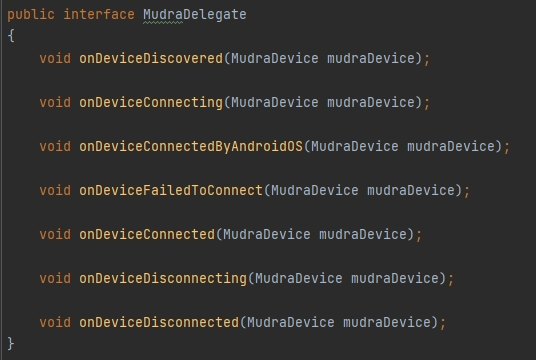 public interface MudraDelegate
{
void onDeviceDiscovered(MudraDevice mudraDevice);
void onDeviceConnecting(MudraDevice mudraDevice);
void onDeviceConnectedByAndroidOS(MudraDevice mudraDevice);
void onDeviceFailedToConnect(MudraDevice mudraDevice);
void onDeviceConnected(MudraDevice mudraDevice);
void onDeviceDisconnecting(MudraDevice mudraDevice);
void onDeviceDisconnected(MudraDevice mudraDevice);
}